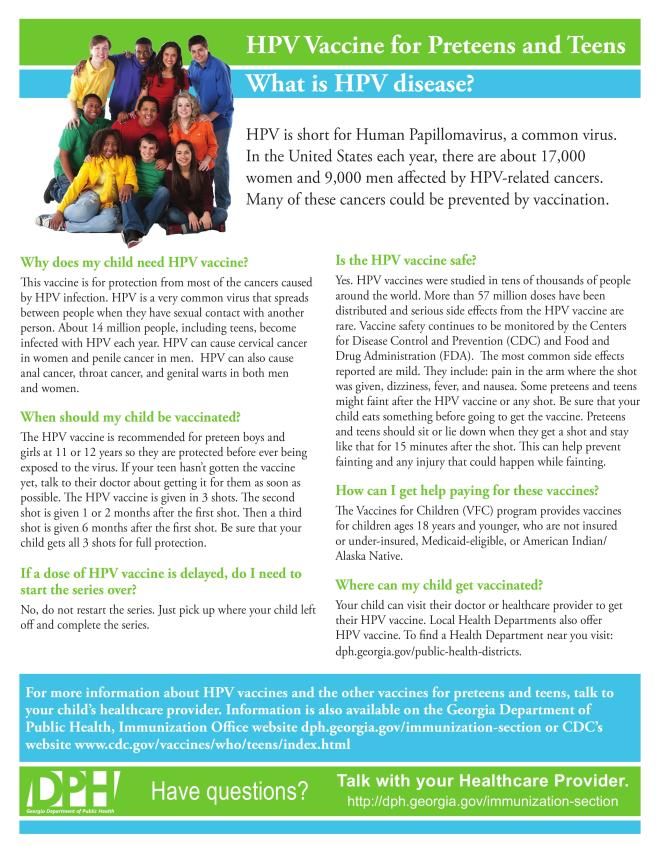 HPV Vaccine for Preteens and Teens
What is HPV disease?
HPV is short for Human Papillomavirus, a common virus.
In the United States each year, there are about 17,000
women and 9,000 men affected by HPV-related cancers.
Many of these cancers could be prevented by vaccination.
Why does my child need HPV vaccine?
This vaccine is for protection from most of the cancers caused
by HPV infection. HPV is a very common virus that spreads
between people when they have sexual contact with another
person. About 14 million people, including teens, become
infected with HPV each year. HPV can cause cervical cancer
in women and penile cancer in men. HPV can also cause
anal cancer, throat cancer, and genital warts in both men
and women.
When should my child be vaccinated?
The HPV vaccine is recommended for preteen boys and
girls at 11 or 12 years so they are protected before ever being
exposed to the virus. If your teen hasn't gotten the vaccine
yet, talk to their doctor about getting it for them as soon as
possible. The HPV vaccine is given in 3 shots. The second
shot is given 1 or 2 months after the first shot. Then a third
shot is given 6 months after the first shot. Be sure that your
child gets all 3 shots for full protection.
If a dose of HPV vaccine is delayed, do I need to
start the series over?
No, do not restart the series. Just pick up where your child left
off and complete the series.
Is the HPV vaccine safe?
Yes. HPV vaccines were studied in tens of thousands of people
around the world. More than 57 million doses have been
distributed and serious side effects from the HPV vaccine are
rare. Vaccine safety continues to be monitored by the Centers
for Disease Control and Prevention (CDC) and Food and
Drug Administration (FDA). The most common side effects
reported are mild. They include: pain in the arm where the shot
was given, dizziness, fever, and nausea. Some preteens and teens
might faint after the HPV vaccine or any shot. Be sure that your
child eats something before going to get the vaccine. Preteens
and teens should sit or lie down when they get a shot and stay
like that for 15 minutes after the shot. This can help prevent
fainting and any injury that could happen while fainting.
How can I get help paying for these vaccines?
The Vaccines for Children (VFC) program provides vaccines
for children ages 18 years and younger, who are not insured
or under-insured, Medicaid-eligible, or American Indian/
Alaska Native.
Where can my child get vaccinated?
Your child can visit their doctor or healthcare provider to get
their HPV vaccine. Local Health Departments also offer
HPV vaccine. To find a Health Department near you visit:
dph.georgia.gov/public-health-districts.
For more information about HPV vaccines and the other vaccines for preteens and teens, talk to
your child's healthcare provider. Information is also available on the Georgia Department of
Public Health, Immunization Office website dph.georgia.gov/immunization-section or CDC's
website www.cdc.gov/vaccines/who/teens/index.html
DPH
Georgia Department of Public Health
Have questions?
Talk with your Healthcare Provider.
http://dph.georgia.gov/immunization-section